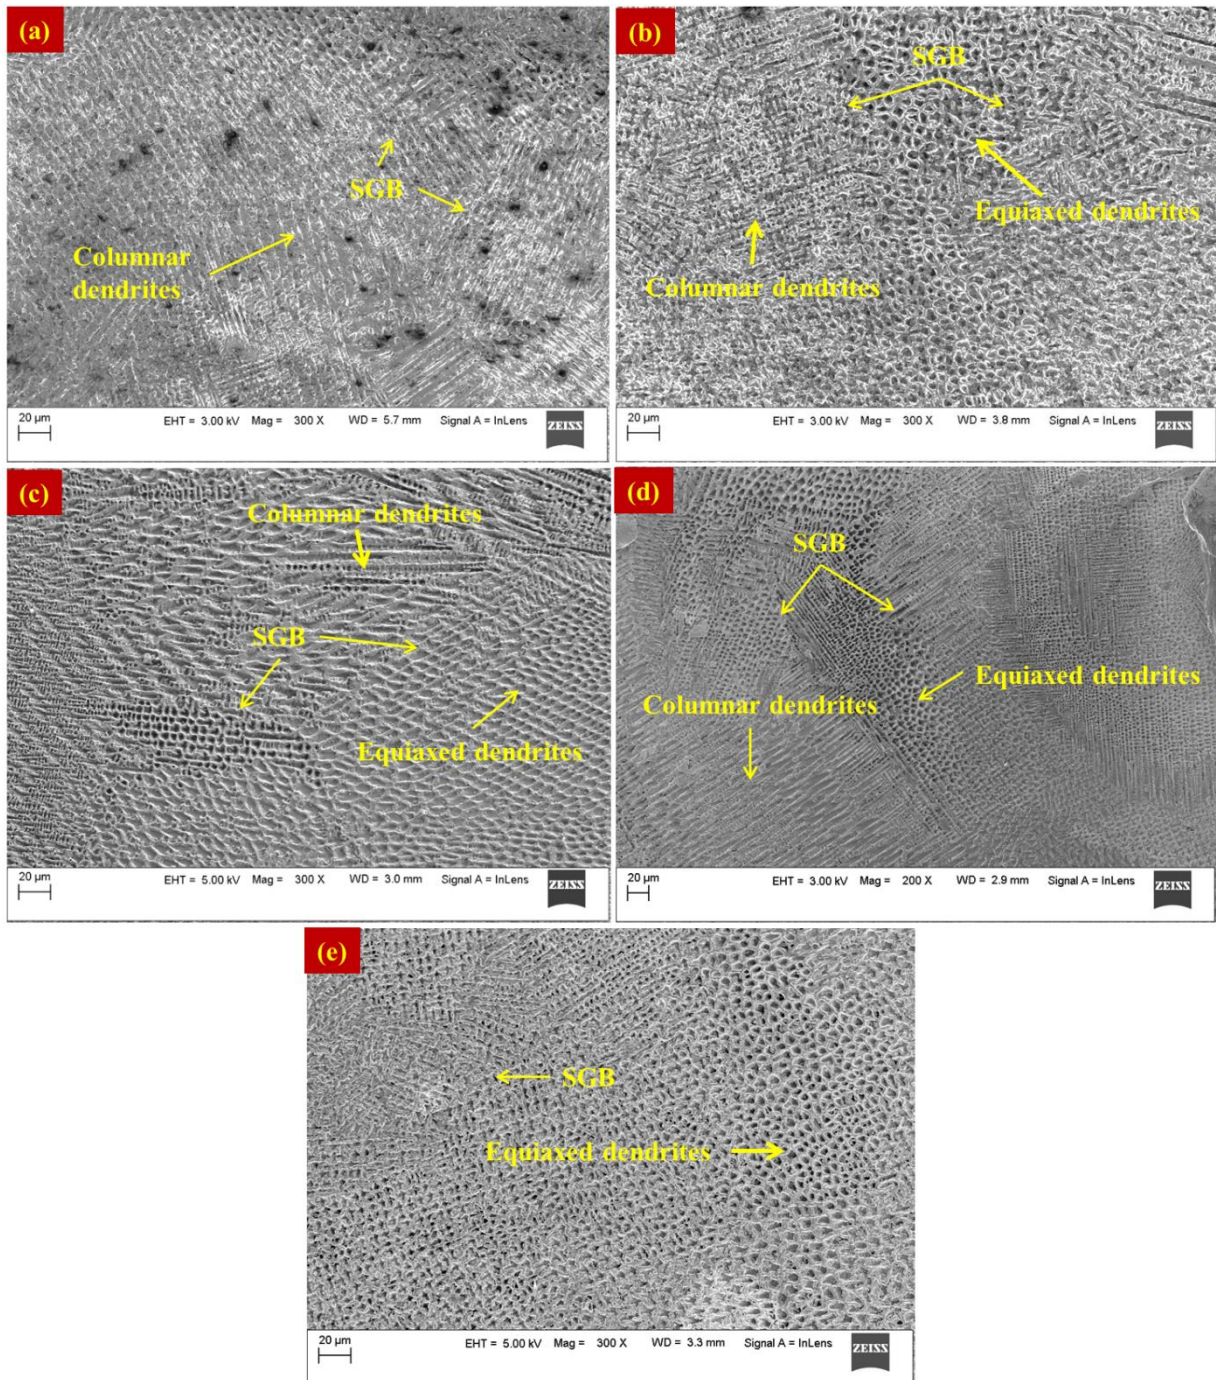 (a)
SGB
Columnar
dendrites
20 µm
EHT = 3.00 kV Mag = 300 X WD = 5.7 mm Signal A = InLens
ZEISS
(b)
SGB
Equiaxed dendrites
Columnar dendrites
20 µm
EHT = 3.00 kV Mag = 300 X WD = 3.8 mm Signal A = InLens
ZEISS
(c)
Columnar dendrites
SGB
Equiaxed dendrites
20 µm
EHT = 5.00 kV Mag = 300 X WD = 3.0 mm Signal A = InLens
ZEISS
(d)
SGB
Equiaxed dendrites
Columnar dendrites
20 µm
EHT = 3.00 kV Mag = 200 X WD = 2.9 mm Signal A = InLens
ZEISS
(e)
SGB
Equiaxed dendrites
20 µm
EHT = 5.00 kV Mag = 300 X WD = 3.3 mm Signal A = InLens
ZEISS